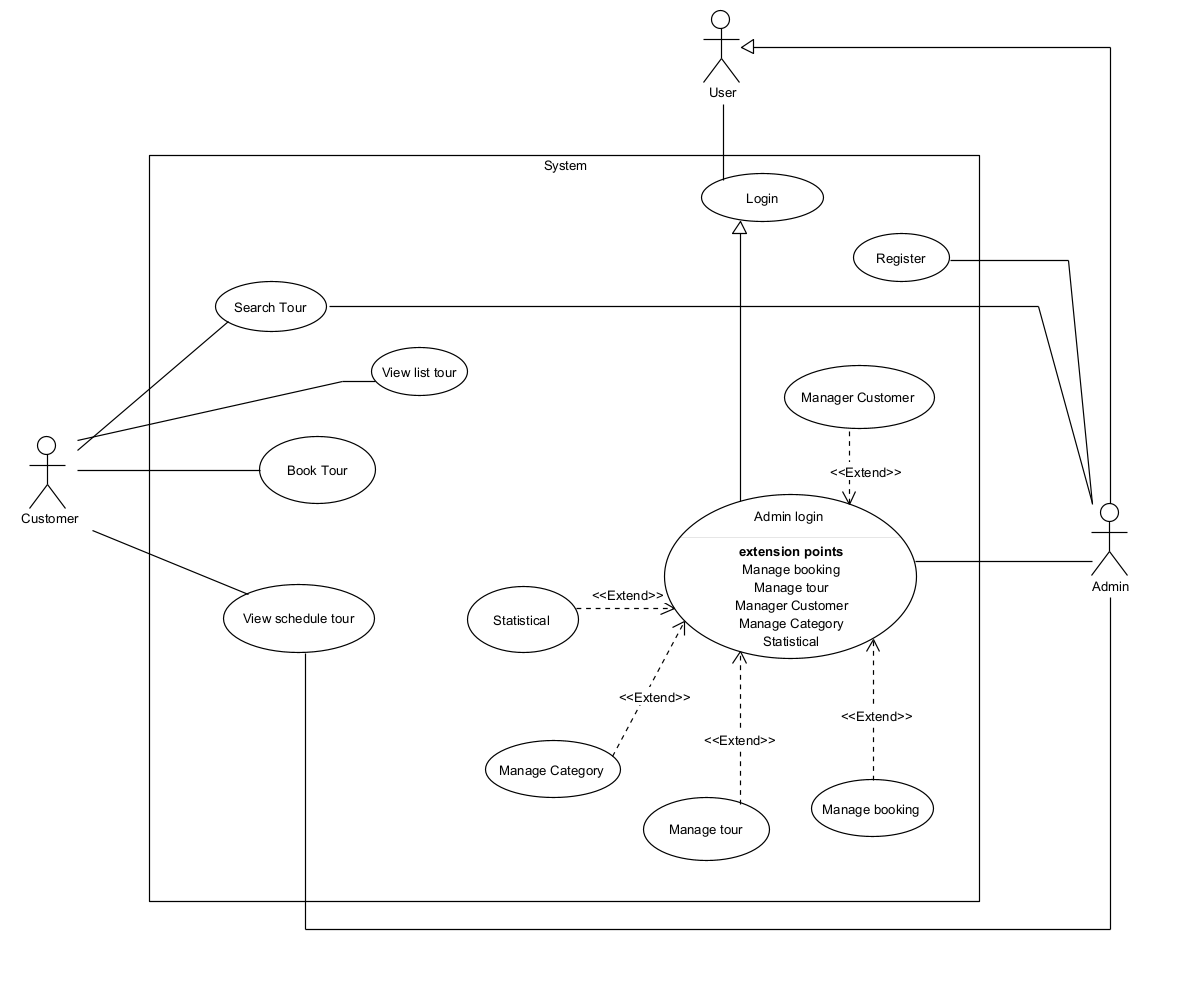 User
System
Login
Register
Search Tour
View list tour
Manager Customer
Book Tour
<<Extend>>
Customer
Admin login
extension points
Manage booking
Manage tour
Manager Customer
Manage Category
Statistical
Admin
<<Extend>>
Statistical
View schedule tour
<<Extend>>
<<Extend>>
<<Extend>>
Manage Category
Manage tour
Manage booking